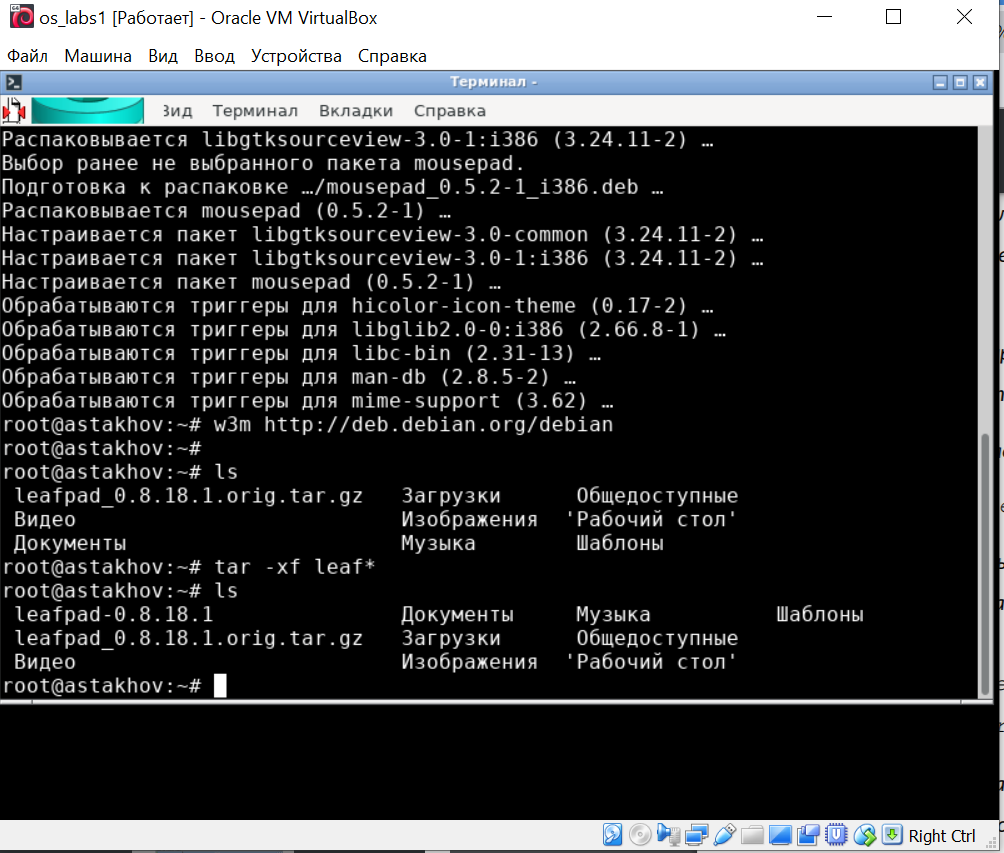 os_labs1 [Работает] - Oracle VM VirtualBox
Файл Машина Вид Ввод Устройства Справка
Терминал -
Вид Терминал Вкладки Справка
Распаковывается libgtksourceview-3.0-1:i386 (3.24.11-2) …
Выбор ранее не выбранного пакета mousepad.
Подготовка к распаковке …/mousepad_0.5.2-1_i386.deb …
Распаковывается mousepad (0.5.2-1) …
Настраивается пакет libgtksourceview-3.0-common (3.24.11-2) …
Настраивается пакет libgtksourceview-3.0-1:i386 (3.24.11-2) …
Настраивается пакет mousepad (0.5.2-1) …
Обрабатываются триггеры для hicolor-icon-theme (0.17-2) …
Обрабатываются триггеры для libglib2.0-0:i386 (2.66.8-1) …
Обрабатываются триггеры для libc-bin (2.31-13) …
Обрабатываются триггеры для man-db (2.8.5-2) …
Обрабатываются триггеры для mime-support (3.62) …
root@astakhov:~# w3m http://deb.debian.org/debian
root@astakhov:~#
root@astakhov:~# ls
leafpad_0.8.18.1.orig.tar.gz Загрузки Общедоступные
Видео Изображения 'Рабочий стол'
Документы Музыка Шаблоны
root@astakhov:~# tar -xf leaf*
root@astakhov:~# ls
leafpad-0.8.18.1 Документы Музыка Шаблоны
leafpad_0.8.18.1.orig.tar.gz Загрузки Общедоступные
Видео Изображения 'Рабочий стол'
root@astakhov:~#
Right Ctrl